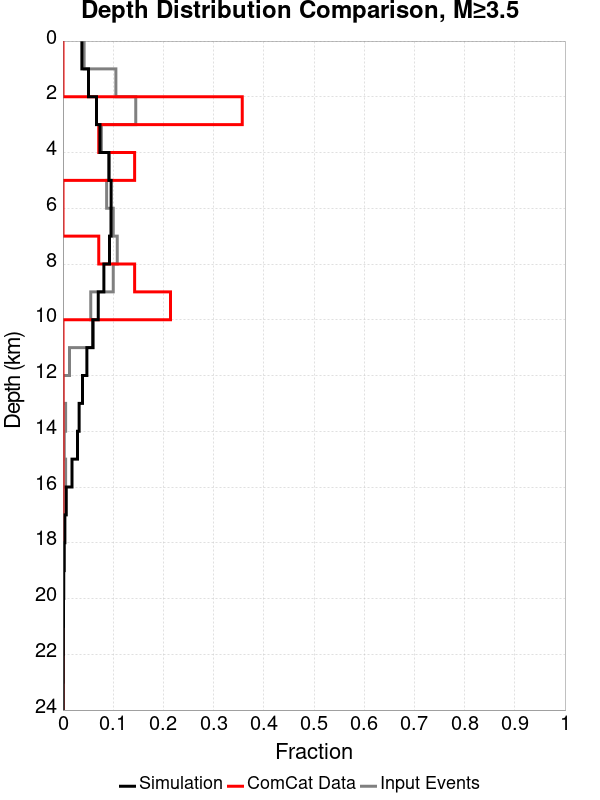 Depth Distribution Comparison, M≥3.5
0
2
4
6
8
10
12
14
16
18
20
22
24
Depth (km)
0 0.1 0.2 0.3 0.4 0.5 0.6 0.7 0.8 0.9 1
Fraction
Simulation ComCat Data Input Events